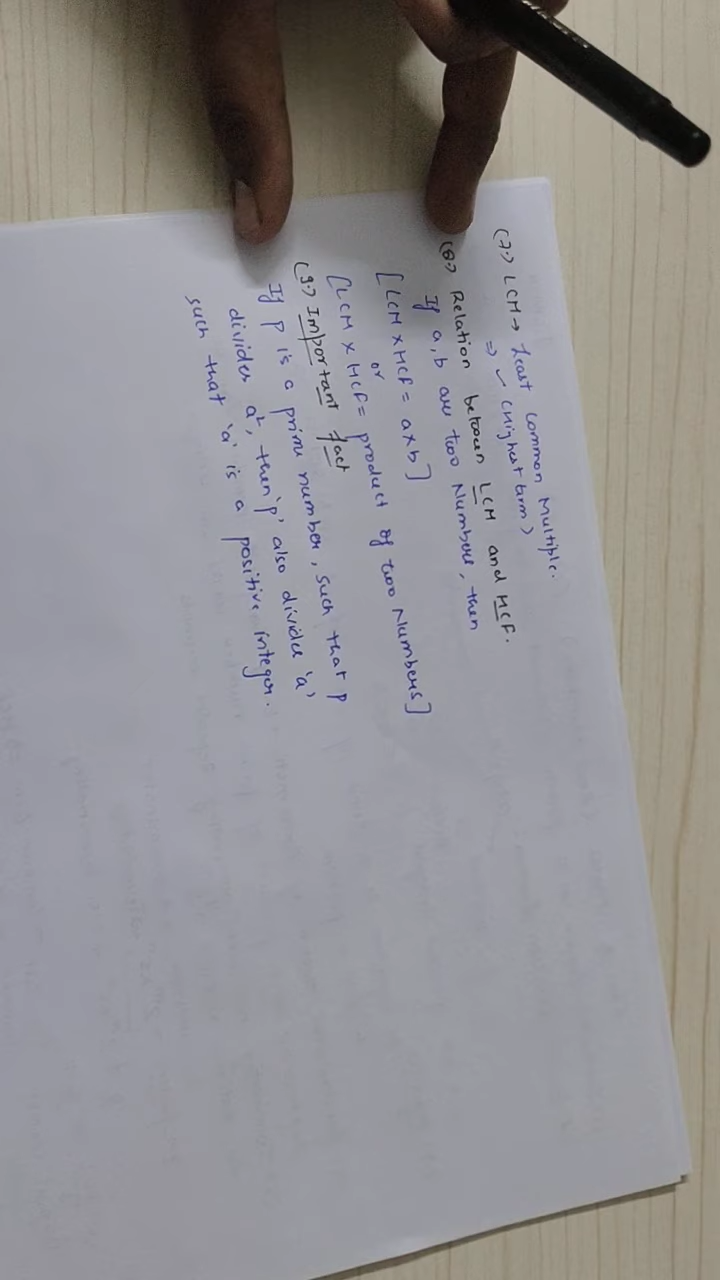 (7.) LCM → Least Common Multiple.
⇒ ✓ (Highest term)
(8.) Relation between LCM and HCF.
If a, b are two Numbers, then
[LCM × HCF = a×b]
or
[LCM × HCF = product of two Numbers]
(9.) Important fact
If p is a prime number, such that p
divides a², then 'p' also divides 'a'
such that 'a' is a positive integer.